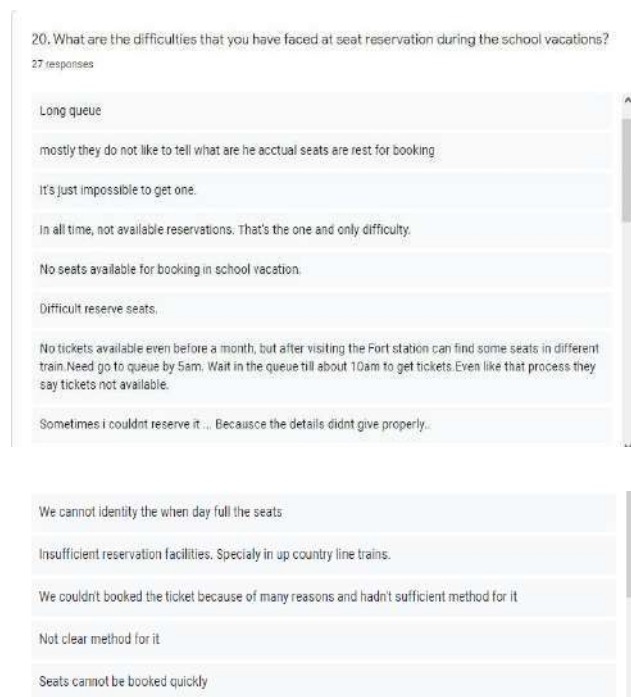 20. What are the difficulties that you have faced at seat reservation during the school vacations?
27 responses
Long queue
mostly they do not like to tell what are he acctual seats are rest for booking
It's just impossible to get one.
In all time, not available reservations. That's the one and only difficulty.
No seats available for booking in school vacation.
Difficult reserve seats.
No tickets available even before a month, but after visiting the Fort station can find some seats in different
train.Need go to queue by 5am. Wait in the queue till about 10am to get tickets.Even like that process they
say tickets not available.
Sometimes i couldnt reserve it ... Becausce the details didnt give properly..
We cannot identity the when day full the seats
Insufficient reservation facilities. Specialy in up country line trains.
We couldn't booked the ticket because of many reasons and hadn't sufficient method for it
Not clear method for it
Seats cannot be booked quickly